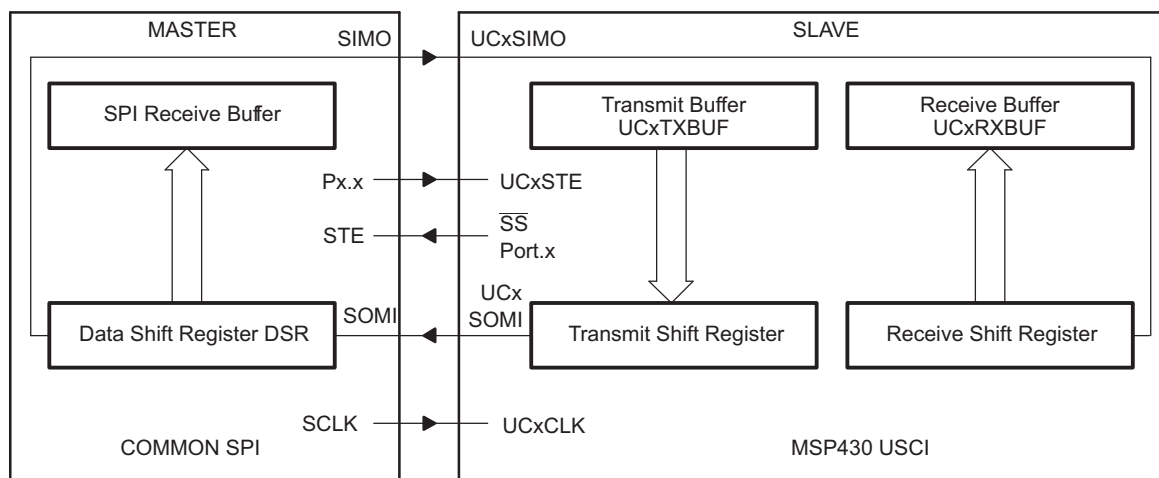 MASTER
SLAVE
SIMO
UCxSIMO
SPI Receive Buffer
Transmit Buffer
UCxTXBUF
Receive Buffer
UCxRXBUF
Px.x
UCxSTE
STE
SS
Port.x
SOMI
UCx
SOMI
Data Shift Register DSR
Transmit Shift Register
Receive Shift Register
SCLK
UCxCLK
COMMON SPI
MSP430 USCI